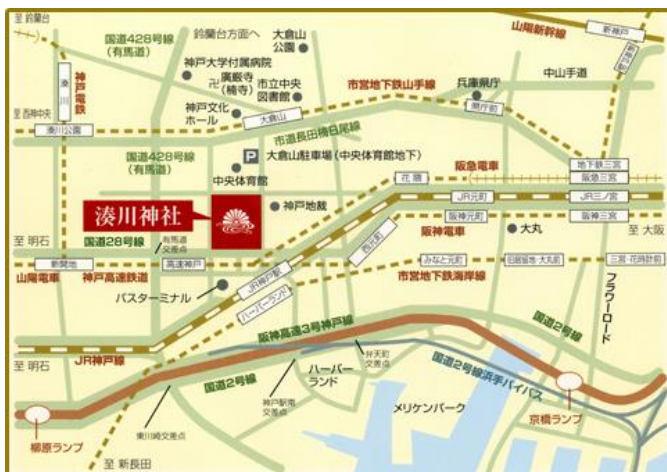 至 鈴蘭台
国道428号線
(有馬道)
鈴蘭台方面へ
大倉山
公園
山陽新幹線
新神戸
新神戸駅
神戸大学付属病院
卍 廣厳寺
(楠寺)
市立中央
図書館
神戸文化
ホール
大倉山
神戸電鉄
湊川
至 西神中央
湊川公園
市営地下鉄山手線
兵庫県庁
県庁前
中山手道
市道長田楠日尾線
国道428号線
(有馬道)
P
大倉山駐車場(中央体育館地下)
中央体育館
阪急電車
花隈
地下鉄三宮
阪急三宮
湊川神社
神戸地裁
JR元町
JR三ノ宮
阪神元町
阪神三宮
阪神電車
大丸
至 大阪
至 明石
国道28号線
有馬道
交差点
西元町
山陽電車
新開地
神戸高速鉄道
高速神戸
バスターミナル
JR神戸駅
ハーバーランド
みなと元町
旧居留地・大丸前
三宮・花時計前
市営地下鉄海岸線
フラワーロード
JR神戸線
至 明石
阪神高速3号神戸線
国道2号線
国道2号線
弁天町
交差点
ハーバー
ランド
国道2号線浜手バイパス
神戸駅南
交差点
メリケンパーク
京橋ランプ
柳原ランプ
東川崎交差点
至 新長田